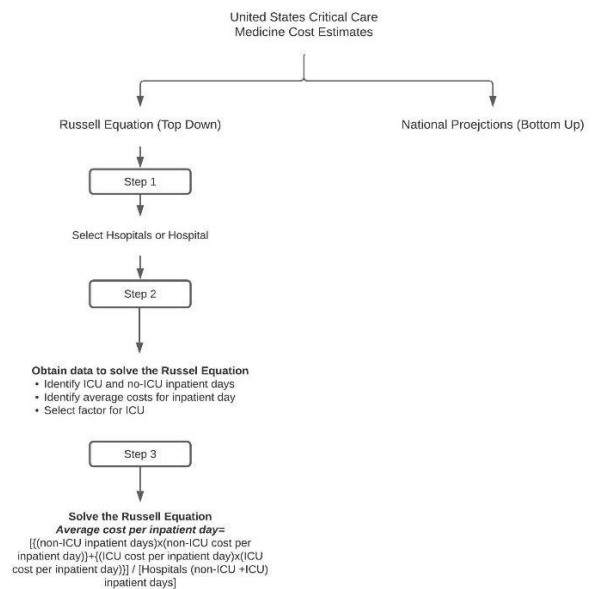 United States Critical Care
Medicine Cost Estimates
Russell Equation (Top Down)
National Proejctions (Bottom Up)
Step 1
Select Hsopitals or Hospital
Step 2
Obtain data to solve the Russel Equation
• Identify ICU and no-ICU inpatient days
• Identify average costs for inpatient day
• Select factor for ICU
Step 3
Solve the Russell Equation
Average cost per inpatient day=
[{(non-ICU inpatient days)x(non-ICU cost per
inpatient day)}+{(ICU cost per inpatient day)x(ICU
cost per inpatient day)}] / [Hospitals (non-ICU +ICU)
inpatient days]